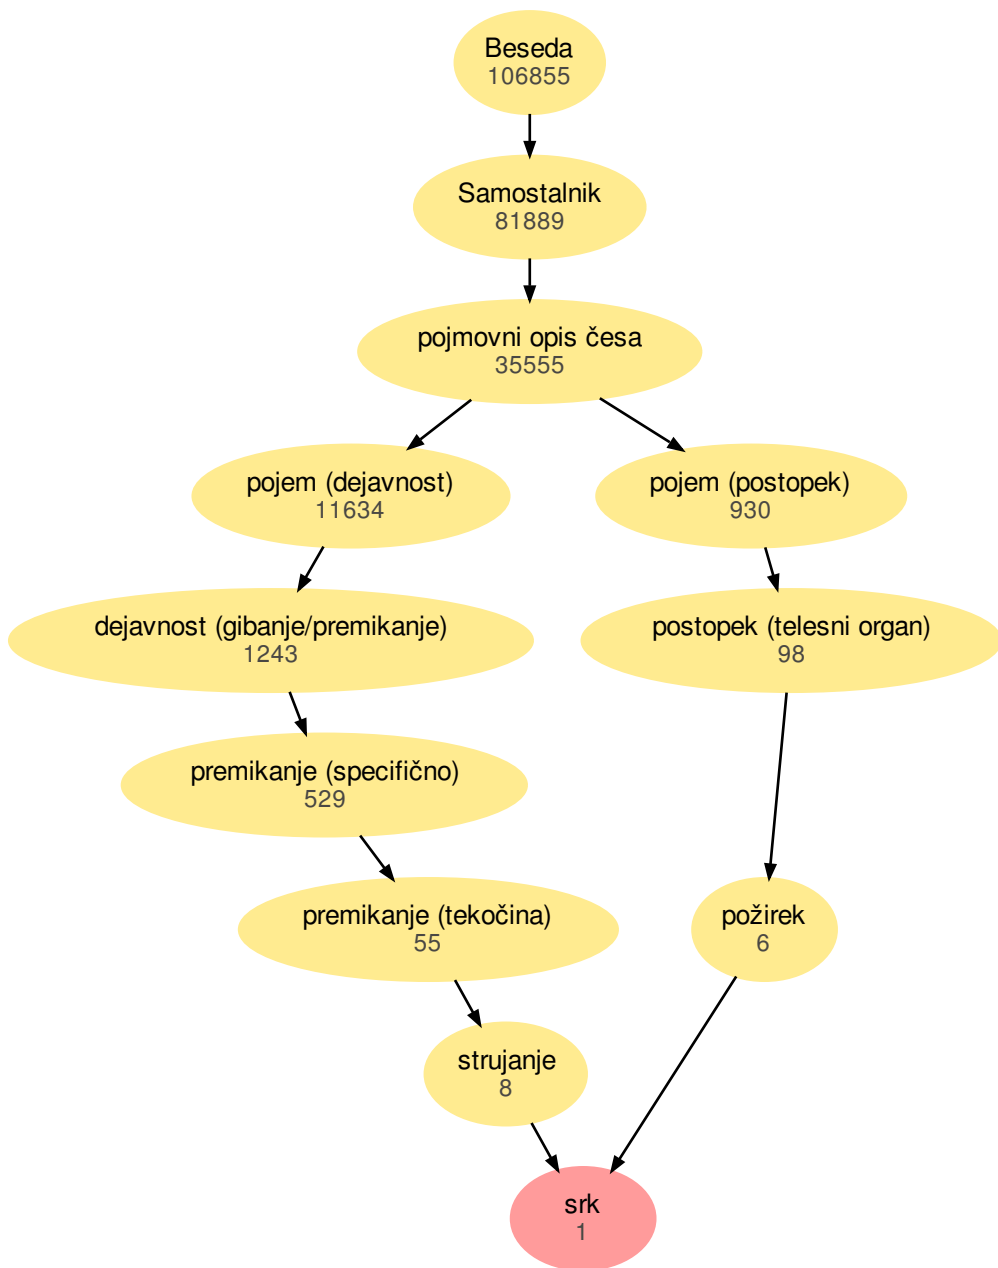 Beseda
106855
Samostalnik
81889
pojmovni opis česa
35555
pojem (dejavnost)
11634
pojem (postopek)
930
dejavnost (gibanje/premikanje)
1243
postopek (telesni organ)
98
premikanje (specifično)
529
premikanje (tekočina)
55
požirek
6
strujanje
8
srk
1